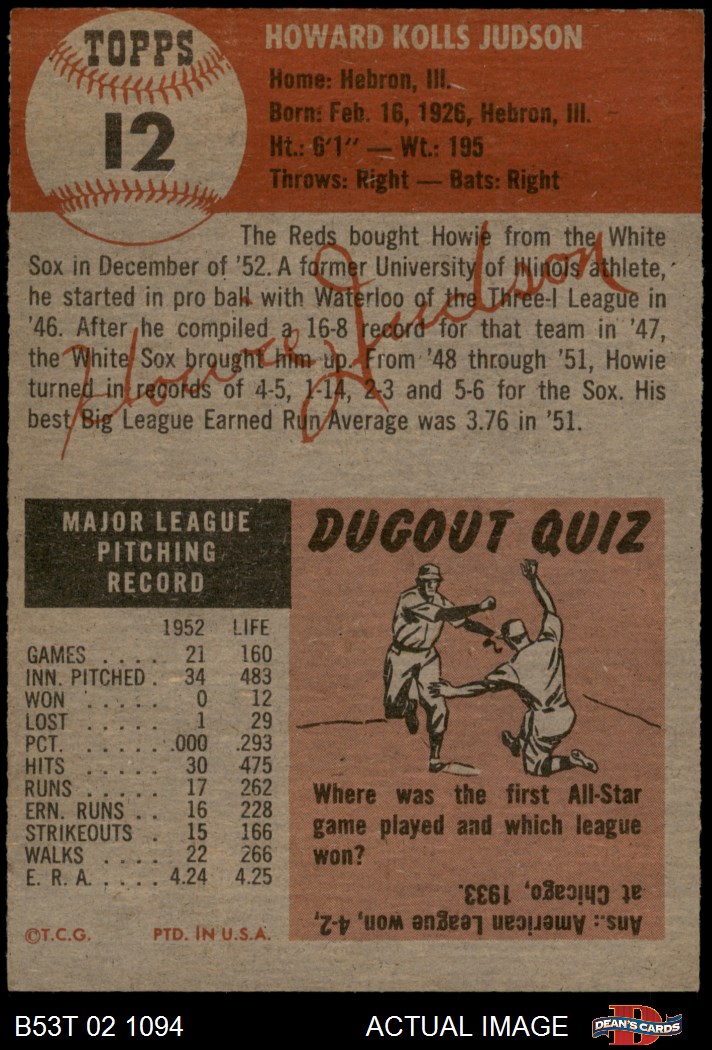 TOPPS
12
HOWARD KOLLS JUDSON
Home: Hebron, Ill.
Born: Feb. 16, 1926, Hebron, Ill.
Ht.: 6'1" — Wt.: 195
Throws: Right — Bats: Right
The Reds bought Howie from the White
Sox in December of '52. A former University of Illinois athlete,
he started in pro ball with Waterloo of the Three-I League in
'46. After he compiled a 16-8 record for that team in '47,
the White Sox brought him up. From '48 through '51, Howie
turned in records of 4-5, 1-14, 2-3 and 5-6 for the Sox. His
best Big League Earned Run Average was 3.76 in '51.
Howie Judson
MAJOR LEAGUE
PITCHING
RECORD
1952 LIFE
GAMES . . . . 21 160
INN. PITCHED . 34 483
WON . . . . . 0 12
LOST . . . . . 1 29
PCT. . . . . . .000 .293
HITS . . . . . 30 475
RUNS . . . . . 17 262
ERN. RUNS . . 16 228
STRIKEOUTS . 15 166
WALKS . . . . 22 266
E. R. A. . . . . 4.24 4.25
©T.C.G. PTD. IN U.S.A.
DUGOUT QUIZ
Where was the first All-Star
game played and which league
won?
Ans.: American League won, 4-2,
at Chicago, 1933.
B53T 02 1094
ACTUAL IMAGE
D
DEAN'S CARDS